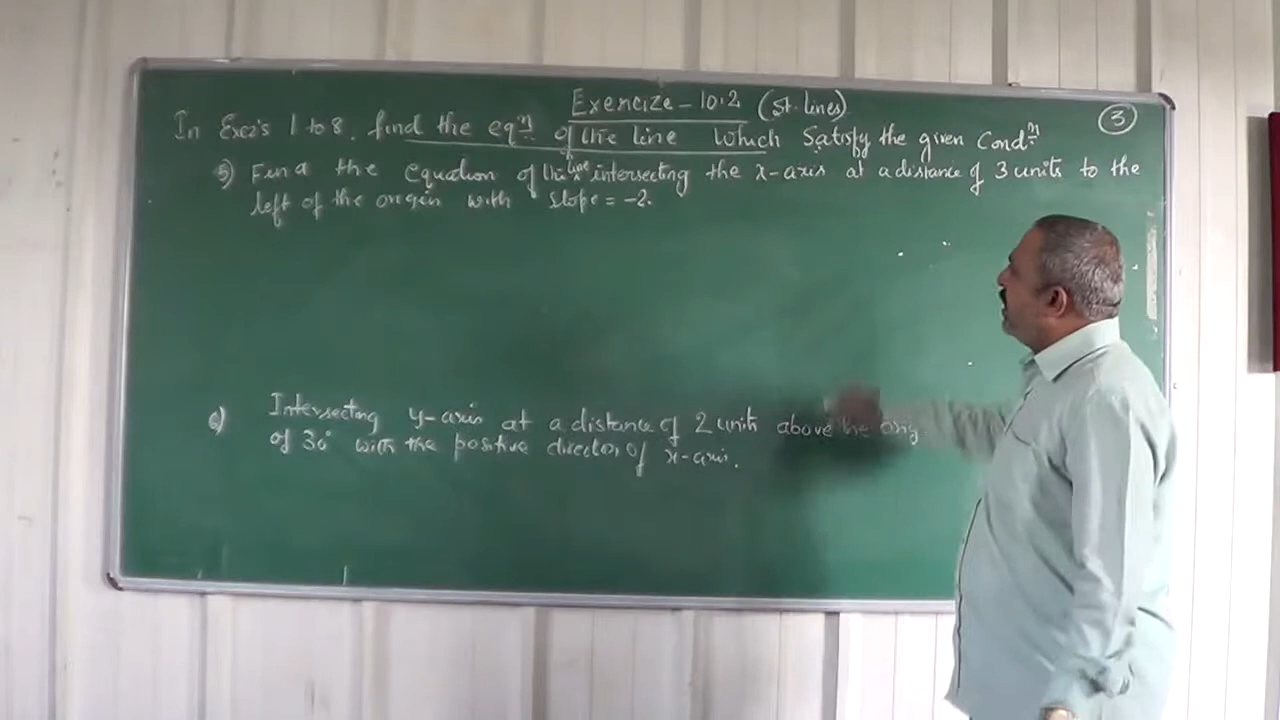 Exencize - 10.2 (St. lines)
3
In Exez's 1 to 8, find the eqn of the line which satisfy the given Condn
5) Find the equation of the line intersecting the x-axis at a distance of 3 units to the
left of the origin with slope = -2.
6) Intersecting y-axis at a distance of 2 units above the orig
of 30° with the positive director of x-axis.